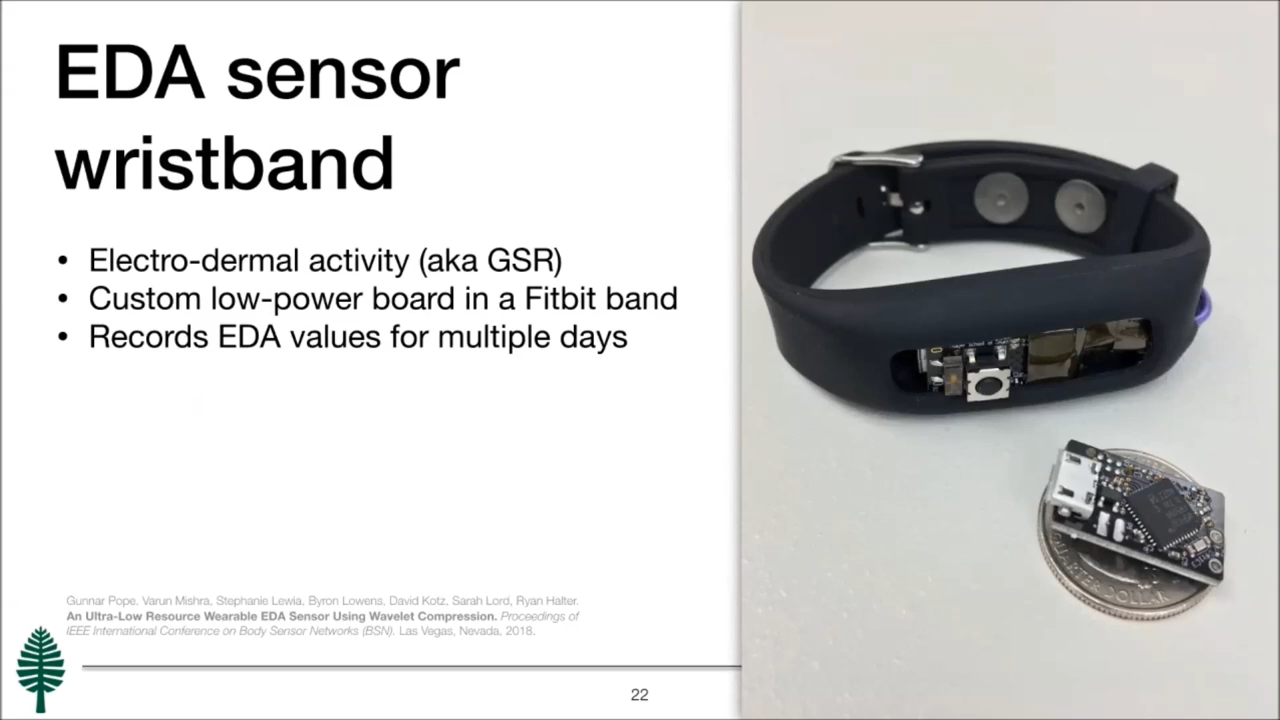 EDA sensor
wristband
• Electro-dermal activity (aka GSR)
• Custom low-power board in a Fitbit band
• Records EDA values for multiple days
Gunnar Pope, Varun Mishra, Stephanie Lewia, Byron Lowens, David Kotz, Sarah Lord, Ryan Halter.
An Ultra-Low Resource Wearable EDA Sensor Using Wavelet Compression. Proceedings of
IEEE International Conference on Body Sensor Networks (BSN). Las Vegas, Nevada, 2018.
22
DOLLAR